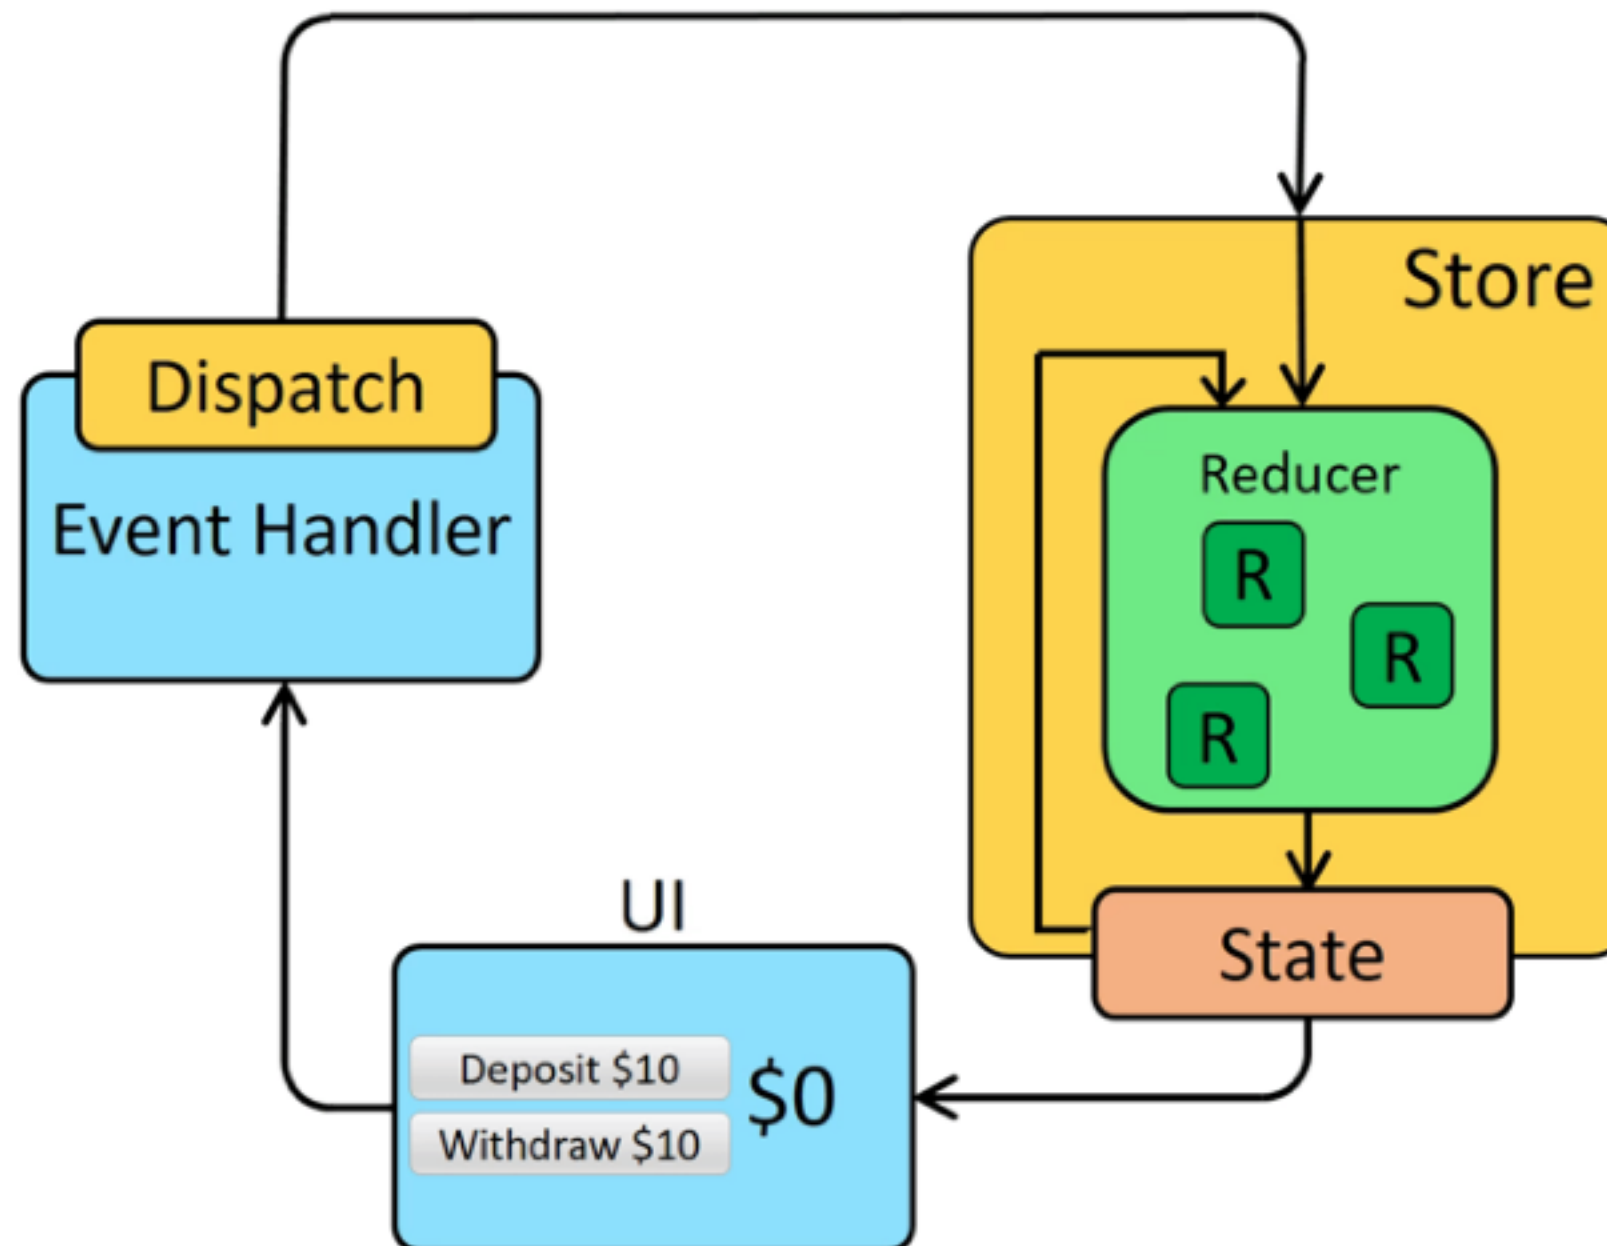 Store
Dispatch
Event Handler
Reducer
R
R
R
State
UI
Deposit $10
$0
Withdraw $10